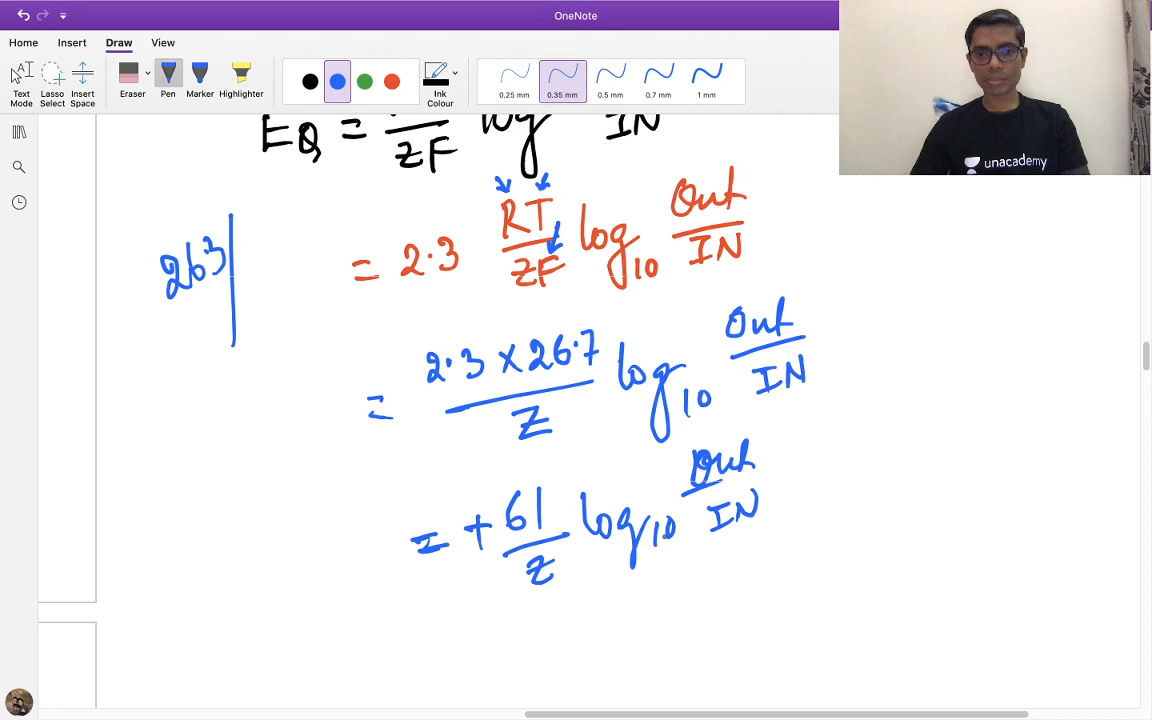 OneNote
Home Insert Draw View
Text Mode
Lasso Select
Insert Space
Eraser
Pen
Marker
Highlighter
Ink Colour
0.25 mm
0.35 mm
0.5 mm
0.7 mm
1 mm
unacademy
EQ = / ZF log / IN
= 2.3 RT / ZF log10 Out / IN
263
= 2.3 × 26.7 / Z log10 Out / IN
= + 61 / Z log10 Out / IN